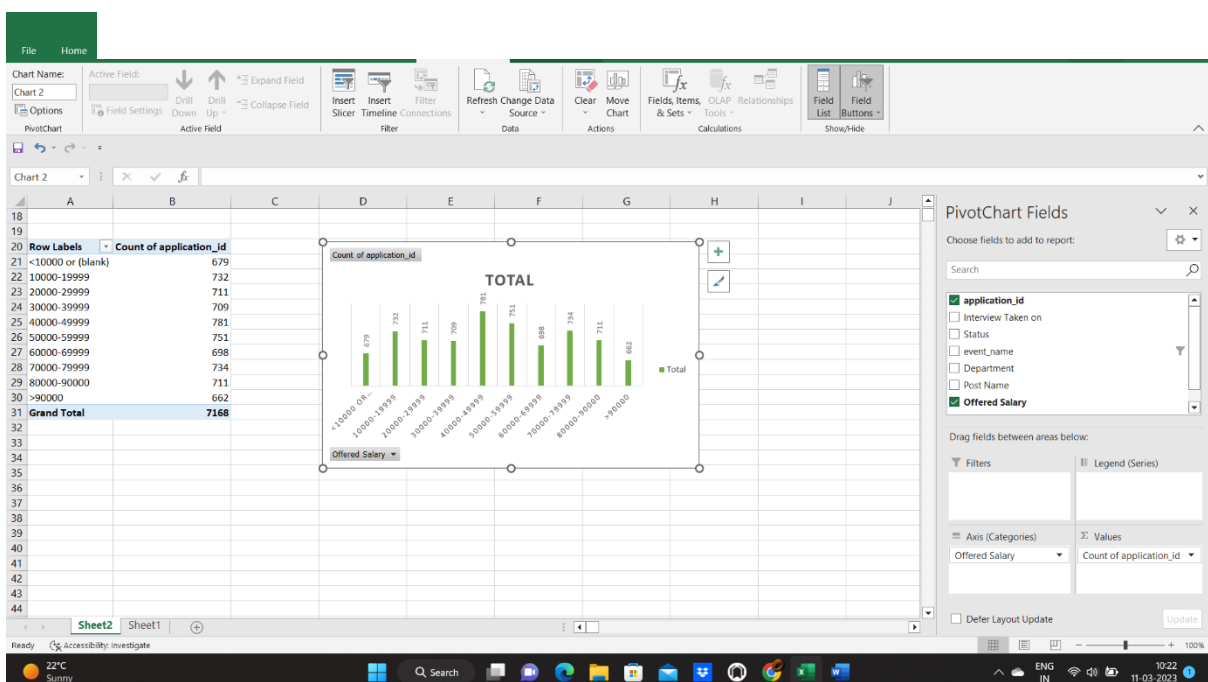 File Home
Chart Name: Active Field:
Chart 2
Options Field Settings Drill Down Drill Up Expand Field Collapse Field
PivotChart Active Field
Insert Slicer Insert Timeline Filter Connections
Filter
Refresh Change Data Source
Data
Clear Move Chart
Actions
Fields, Items, & Sets OLAP Tools Relationships
Calculations
Field List Field Buttons
Show/Hide
Chart 2 fx
A B C D E F G H I J
18
19
20 Row Labels Count of application_id
21 <10000 or (blank) 679
22 10000-19999 732
23 20000-29999 711
24 30000-39999 709
25 40000-49999 781
26 50000-59999 751
27 60000-69999 698
28 70000-79999 734
29 80000-90000 711
30 >90000 662
31 Grand Total 7168
32
33
34
35
36
37
38
39
40
41
42
43
44
Count of application_id
TOTAL
679 732 711 709 781 751 698 734 711 662
Total
<10000 OR… 10000-19999 20000-29999 30000-39999 40000-49999 50000-59999 60000-69999 70000-79999 80000-90000 >90000
Offered Salary
PivotChart Fields
Choose fields to add to report:
Search
application_id
Interview Taken on
Status
event_name
Department
Post Name
Offered Salary
Drag fields between areas below:
Filters Legend (Series)
Axis (Categories) Σ Values
Offered Salary Count of application_id
Defer Layout Update Update
Sheet2 Sheet1
Ready Accessibility: Investigate 100%
22°C
Sunny
Search
ENG
IN
10:22
11-03-2023
1